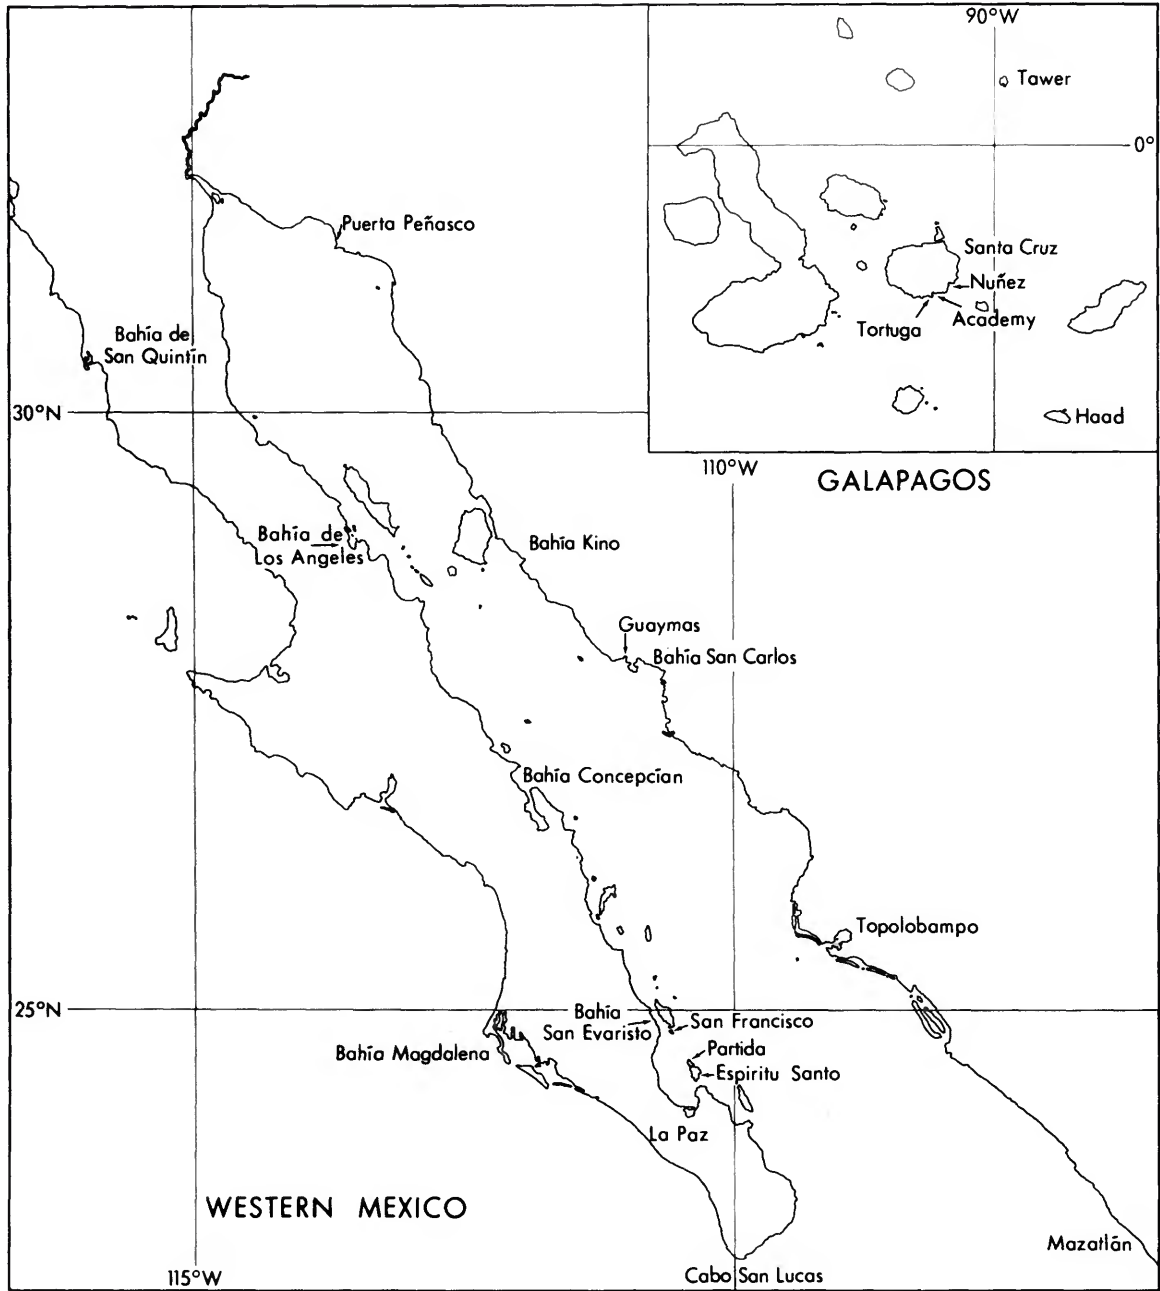 90°W
Tawer
0°
Santa Cruz
Nuñez
Academy
Tortuga
Haad
110°W
GALAPAGOS
Puerta Peñasco
Bahía de
San Quintín
30°N
Bahía de
Los Angeles
Bahía Kino
Guaymas
Bahía San Carlos
Bahía Concepcían
Topolobampo
25°N
Bahía
San Evaristo
San Francisco
Partida
Espiritu Santo
Bahía Magdalena
La Paz
WESTERN MEXICO
Mazatlán
115°W
Cabo San Lucas